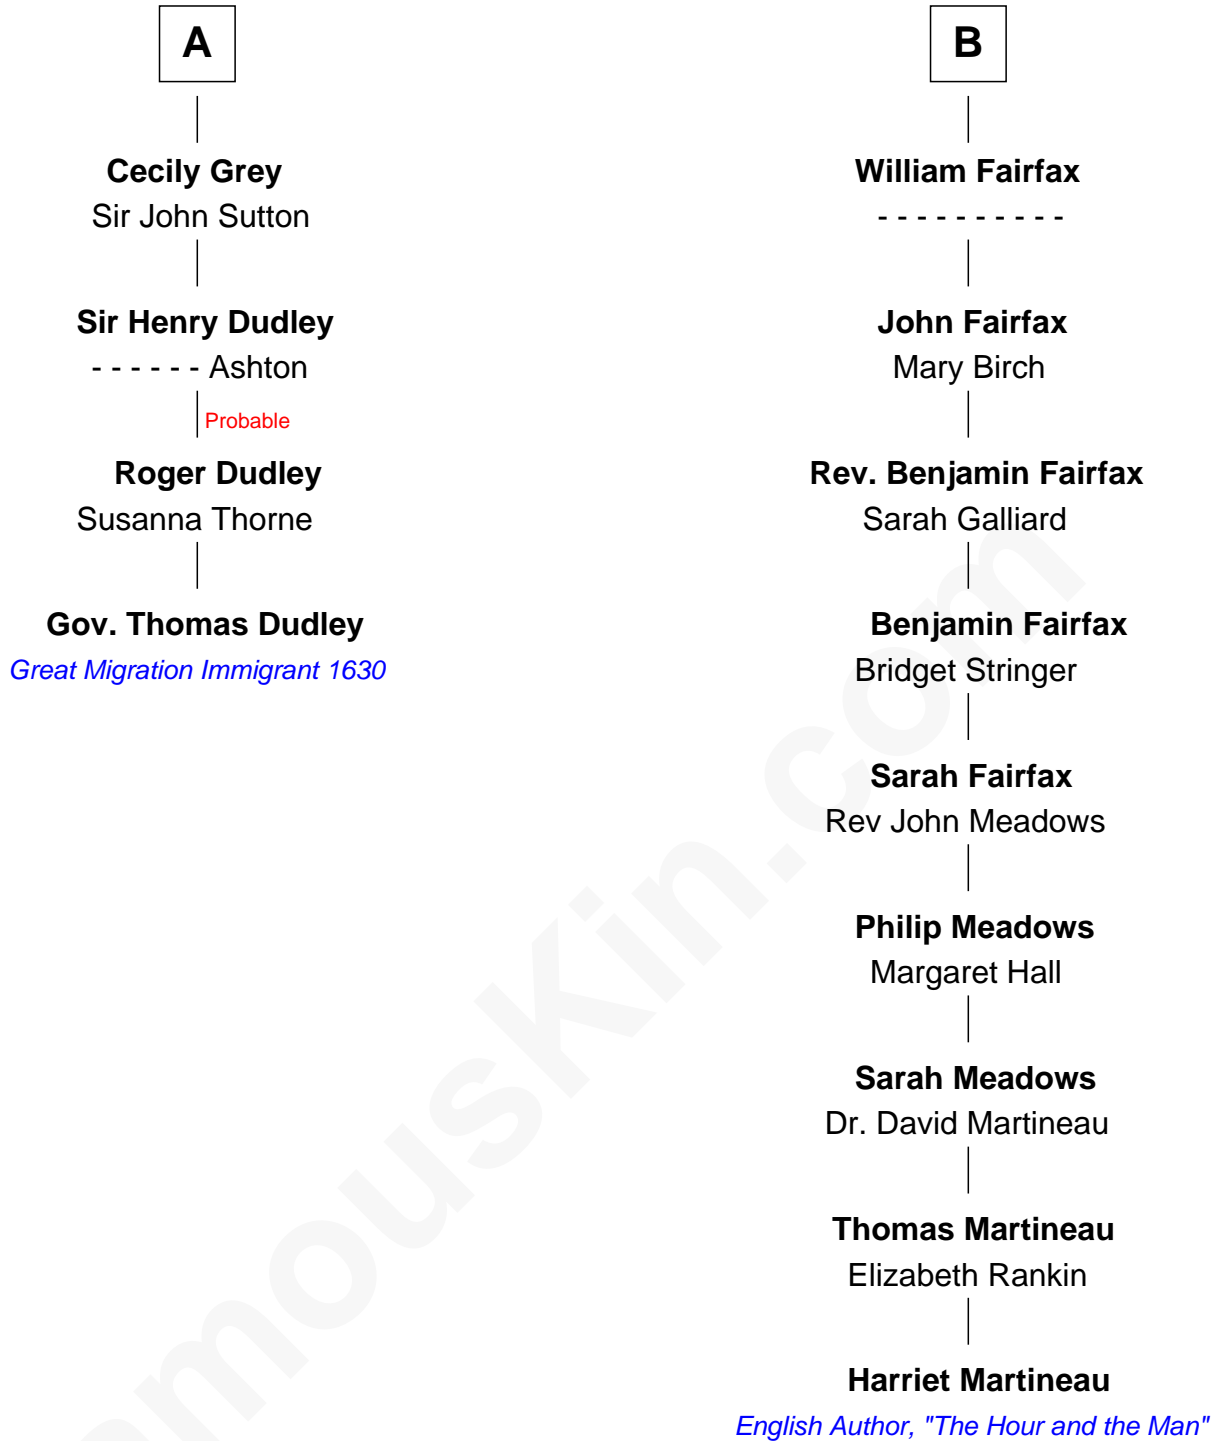 A
Cecily Grey
Sir John Sutton
Sir Henry Dudley
- - - - - - Ashton
Probable
Roger Dudley
Susanna Thorne
Gov. Thomas Dudley
Great Migration Immigrant 1630
B
William Fairfax
- - - - - - - - - -
John Fairfax
Mary Birch
Rev. Benjamin Fairfax
Sarah Galliard
Benjamin Fairfax
Bridget Stringer
Sarah Fairfax
Rev John Meadows
Philip Meadows
Margaret Hall
Sarah Meadows
Dr. David Martineau
Thomas Martineau
Elizabeth Rankin
Harriet Martineau
English Author, "The Hour and the Man"
amouskin.com